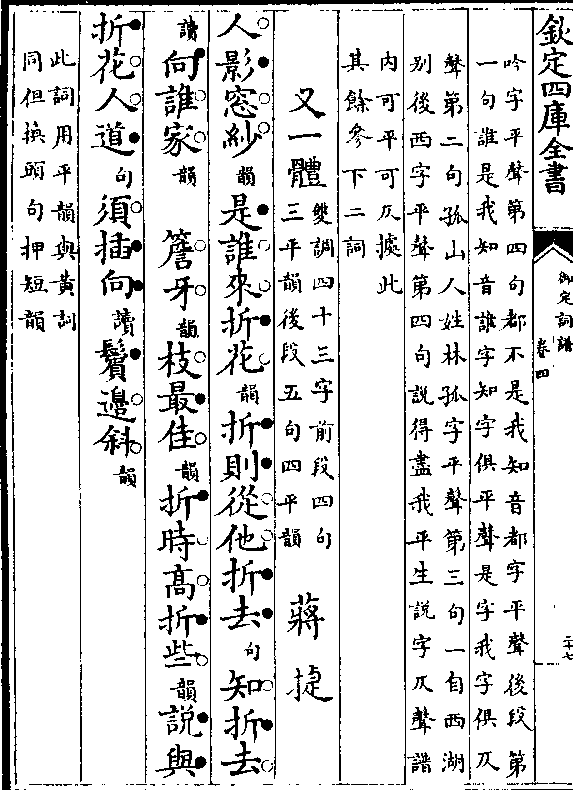 欽定四庫全書
御定詞譜
卷四
二十七
吟字平聲第四句都不是我知音都字平聲後段第
一句誰是我知音誰字知字俱平聲是字我字俱仄
聲第二句孤山人姓林孤字平聲第三句一自西湖
别後西字平聲第四句說得盡我平生說字仄聲譜
内可平可仄據此
其餘參下二詞
又一體
雙調四十三字前段四句
三平韻後段五句四平韻
蔣捷
人影窓紗韻是誰來折花韻折則從他折去句知折去
讀向誰家韻 簷牙韻枝最佳韻折時高折些韻說與
折花人道句須插向讀鬢邊斜韻
此詞用平韻與黄詞
同但換頭句押短韻